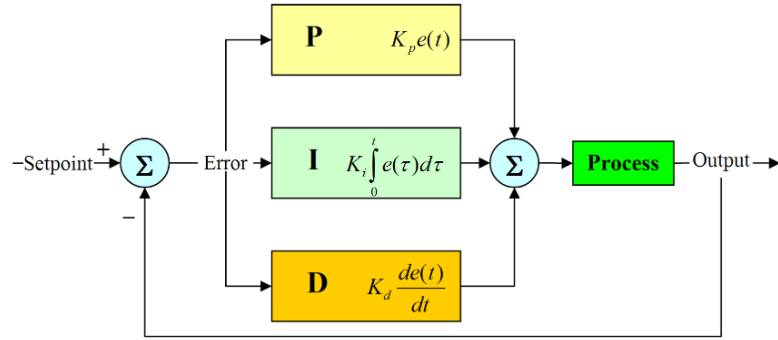 P K_p e(t)
–Setpoint + Σ Error I K_i ∫_0^t e(τ)dτ Σ Process Output
−
D K_d de(t)/dt